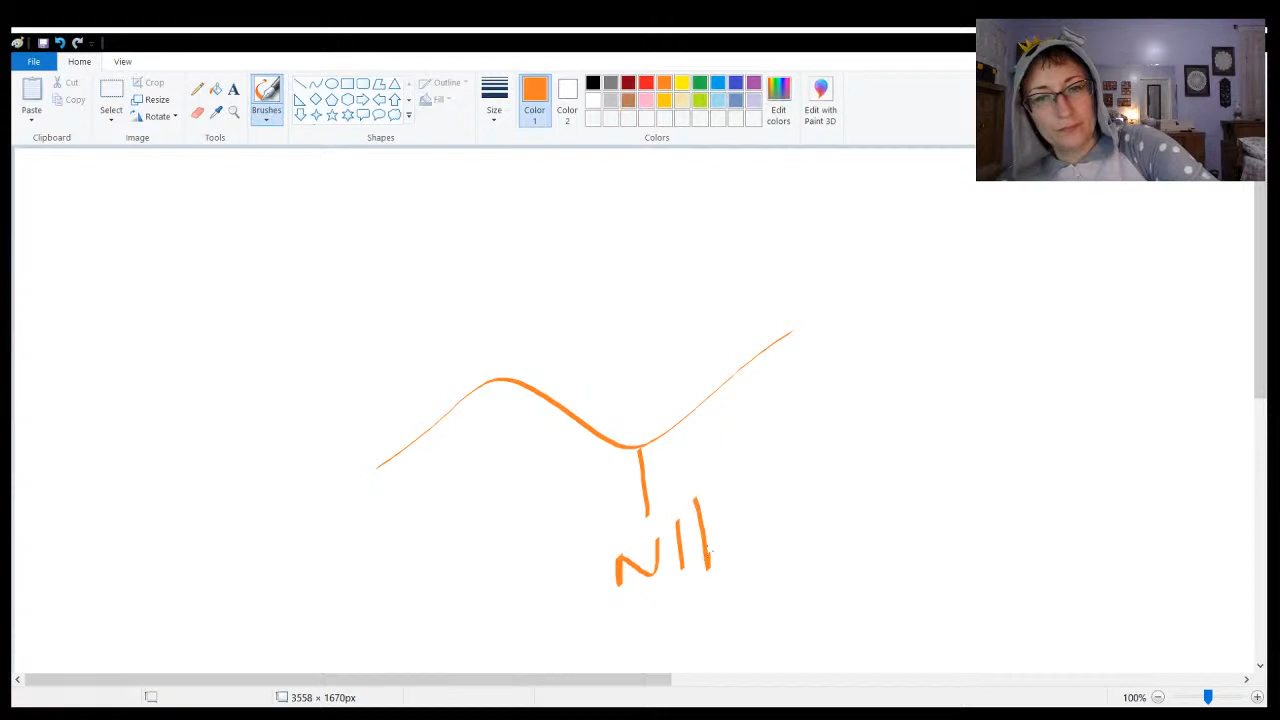 File
Home
View
Paste
Cut
Copy
Clipboard
Select
Crop
Resize
Rotate
Image
A
Tools
Brushes
Outline
Fill
Shapes
Size
Color
1
Color
2
Edit
colors
Colors
Edit with
Paint 3D
3558 × 1670px
100%